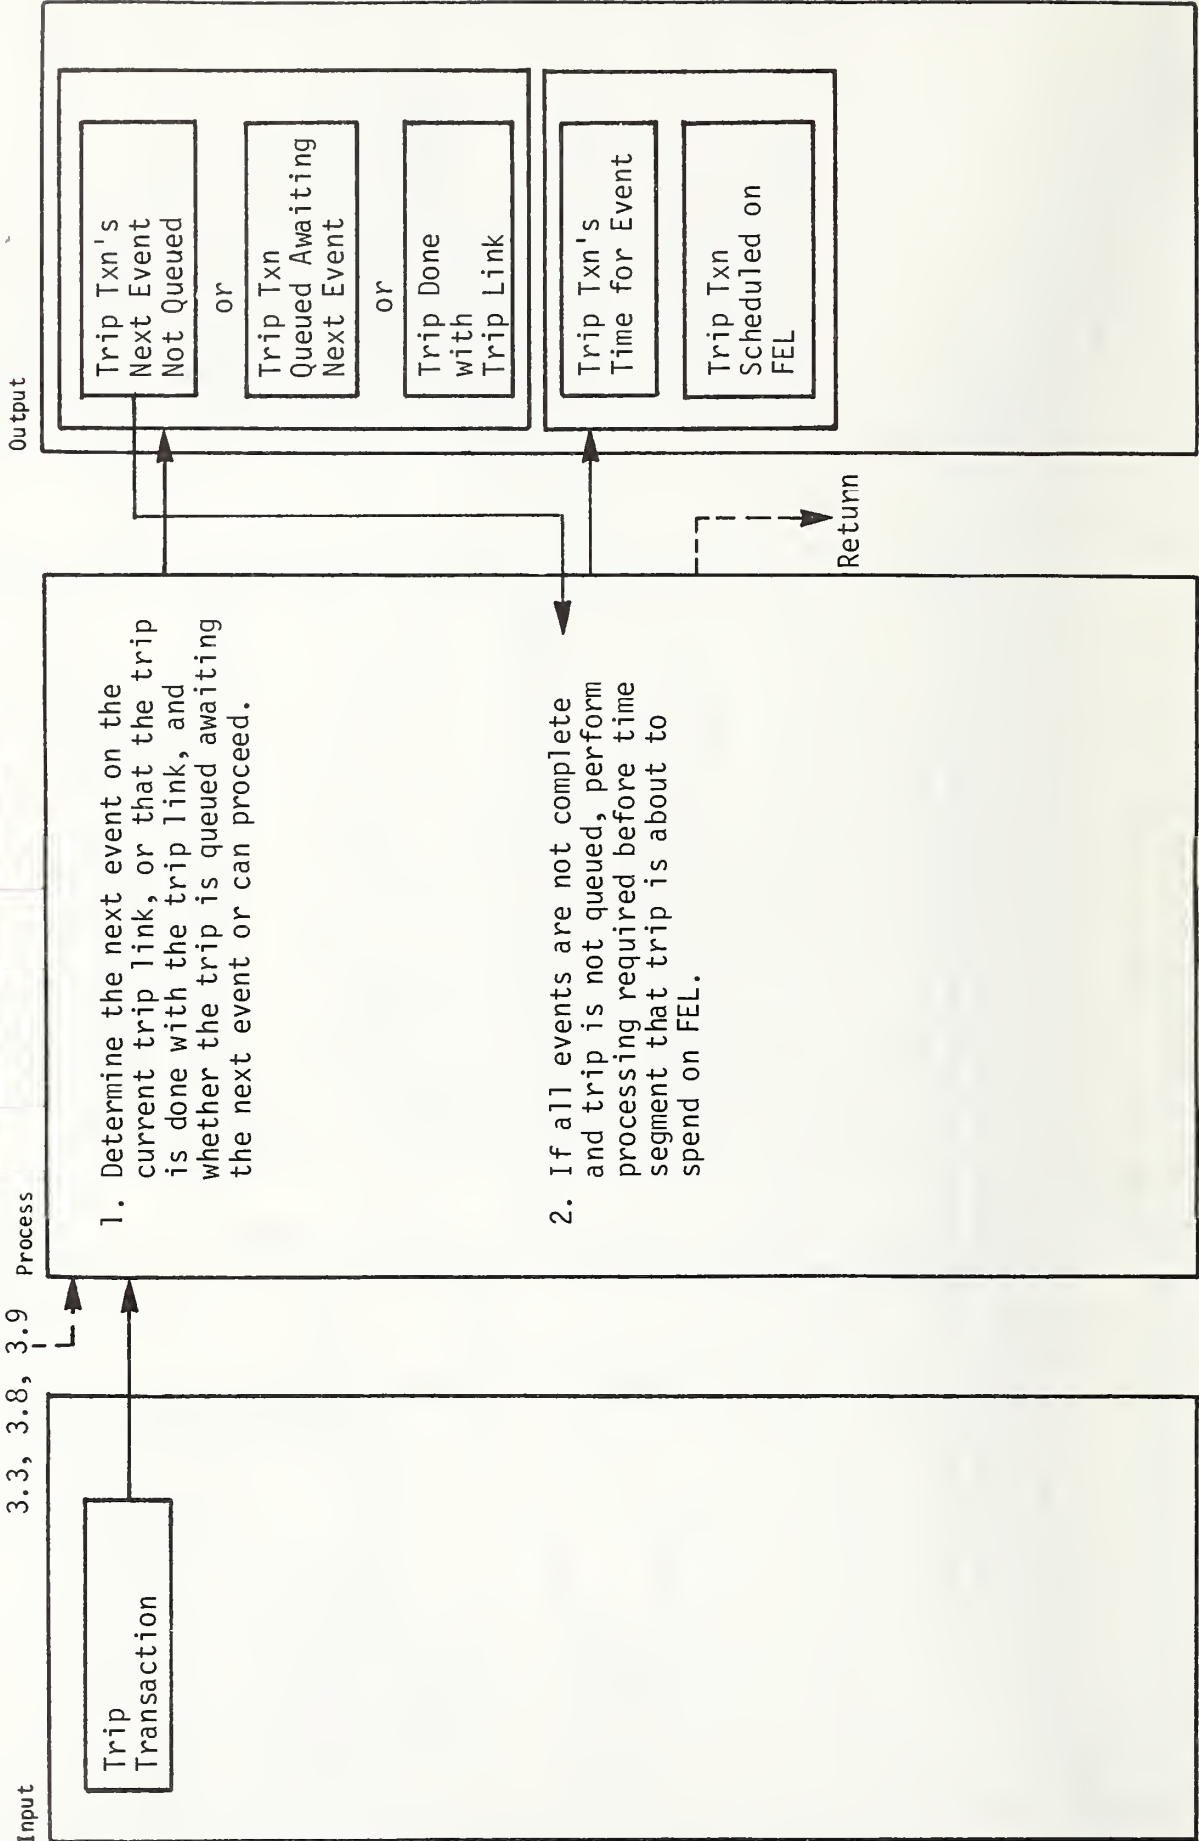 Input
Trip
Transaction
3.3, 3.8, 3.9
Process
1. Determine the next event on the
current trip link, or that the trip
is done with the trip link, and
whether the trip is queued awaiting
the next event or can proceed.
2. If all events are not complete
and trip is not queued, perform
processing required before time
segment that trip is about to
spend on FEL.
Return
Output
Trip Txn's
Next Event
Not Queued
or
Trip Txn
Queued Awaiting
Next Event
or
Trip Done
with
Trip Link
Trip Txn's
Time for Event
Trip Txn
Scheduled on
FEL